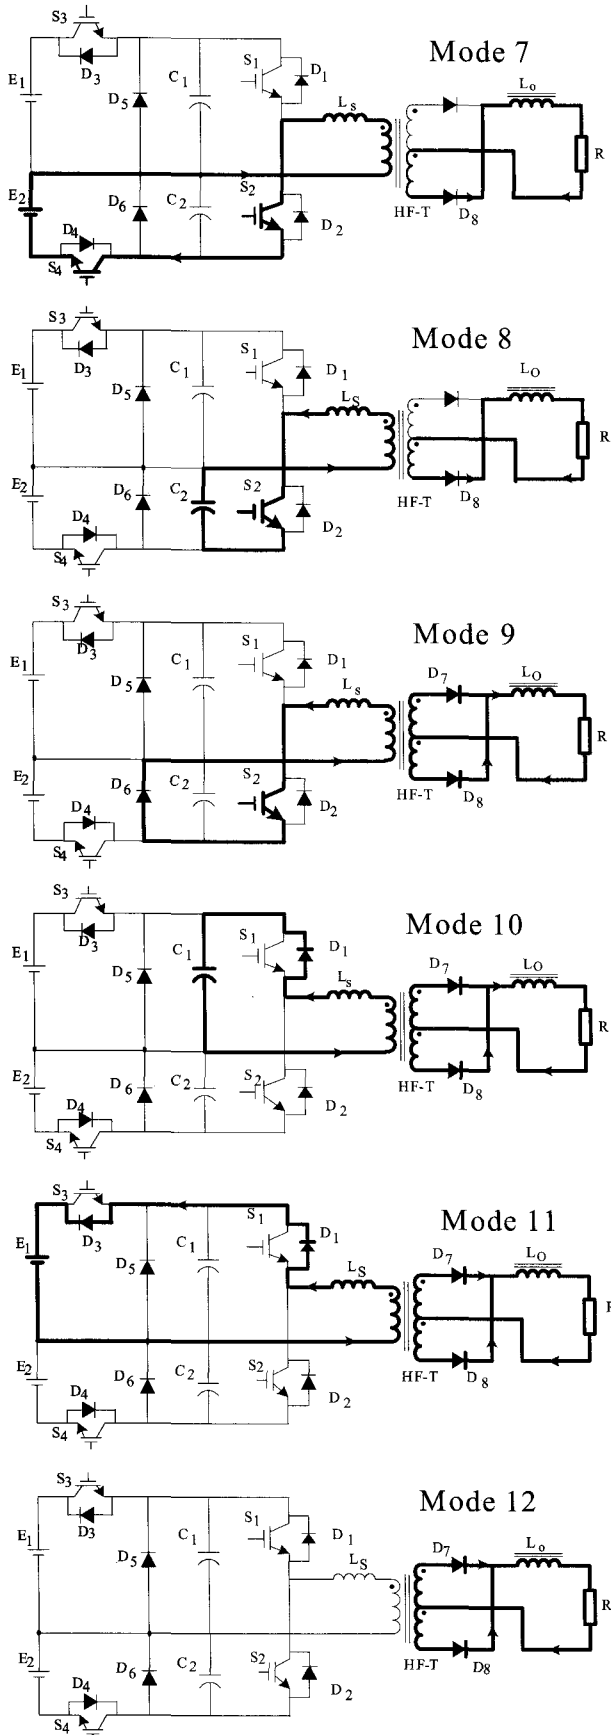 S3
Mode 7
D3
E1
C1
S1
D1
D5
Ls
Lo
R
S2
E2
D6
C2
D4
D2
HF-T
D8
S4
S3
Mode 8
E1
D3
C1
S1
D1
LO
D5
LS
R
E2
D6
C2
S2
D4
D8
HF-T
D2
S4
S3
Mode 9
D3
E1
C1
S1
D1
D7
LO
D5
Ls
R
E2
D6
C2
S2
D4
D2
HF-T
D8
S4
S3
Mode 10
D3
E1
C1
S1
D1
D7
LO
D5
Ls
R
E2
D6
C2
S2
D4
D2
HF-T
D8
S4
S3
Mode 11
D3
S1
D1
E1
C1
D7
LO
D5
LS
E2
D6
C2
S2
HF-T
D8
D4
D2
S4
S3
Mode 12
E1
D3
C1
S1
D1
D7
Lo
D5
LS
R
E2
D6
C2
S2
D4
D2
HF-T
D8
S4